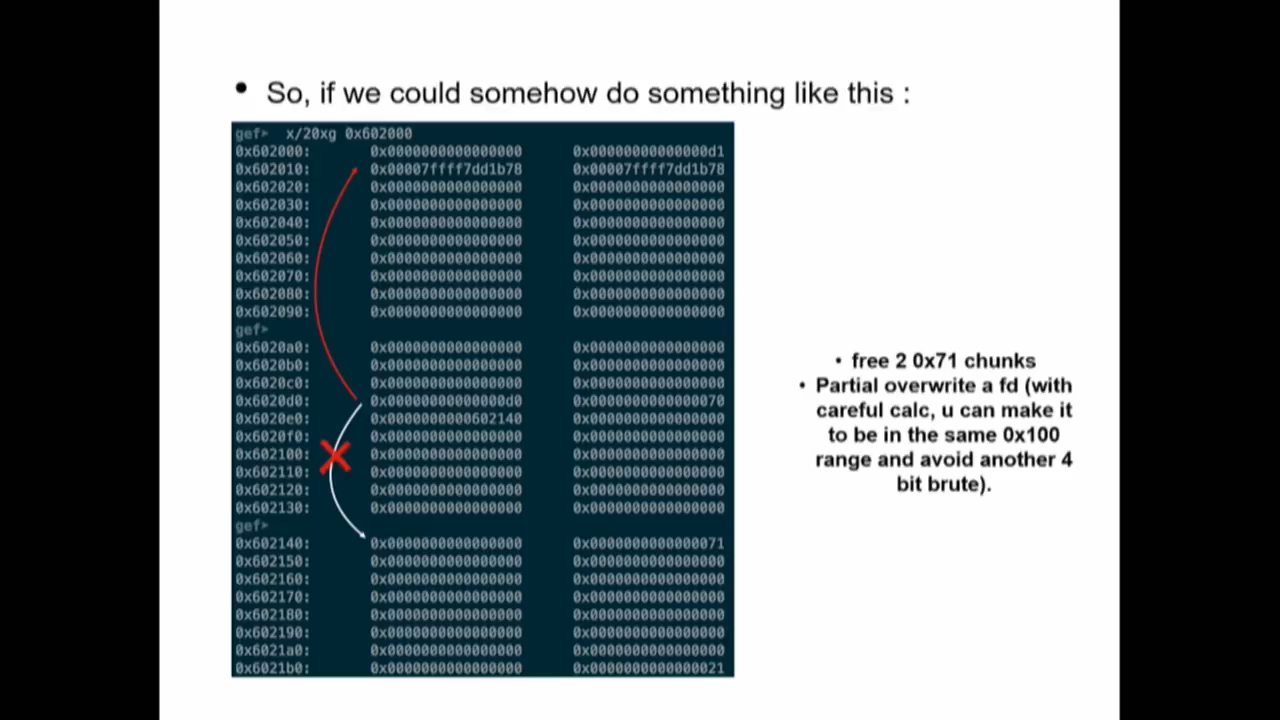 • So, if we could somehow do something like this :
gef> x/20xg 0x602000
0x602000: 0x0000000000000000 0x00000000000000d1
0x602010: 0x00007ffff7dd1b78 0x00007ffff7dd1b78
0x602020: 0x0000000000000000 0x0000000000000000
0x602030: 0x0000000000000000 0x0000000000000000
0x602040: 0x0000000000000000 0x0000000000000000
0x602050: 0x0000000000000000 0x0000000000000000
0x602060: 0x0000000000000000 0x0000000000000000
0x602070: 0x0000000000000000 0x0000000000000000
0x602080: 0x0000000000000000 0x0000000000000000
0x602090: 0x0000000000000000 0x0000000000000000
gef>
0x6020a0: 0x0000000000000000 0x0000000000000000
0x6020b0: 0x0000000000000000 0x0000000000000000
0x6020c0: 0x0000000000000000 0x0000000000000000
0x6020d0: 0x00000000000000d0 0x0000000000000070
0x6020e0: 0x0000000000602140 0x0000000000000000
0x6020f0: 0x0000000000000000 0x0000000000000000
0x602100: 0x0000000000000000 0x0000000000000000
0x602110: 0x0000000000000000 0x0000000000000000
0x602120: 0x0000000000000000 0x0000000000000000
0x602130: 0x0000000000000000 0x0000000000000000
gef>
0x602140: 0x0000000000000000 0x0000000000000071
0x602150: 0x0000000000000000 0x0000000000000000
0x602160: 0x0000000000000000 0x0000000000000000
0x602170: 0x0000000000000000 0x0000000000000000
0x602180: 0x0000000000000000 0x0000000000000000
0x602190: 0x0000000000000000 0x0000000000000000
0x6021a0: 0x0000000000000000 0x0000000000000000
0x6021b0: 0x0000000000000000 0x0000000000000021
• free 2 0x71 chunks
• Partial overwrite a fd (with
careful calc, u can make it
to be in the same 0x100
range and avoid another 4
bit brute).